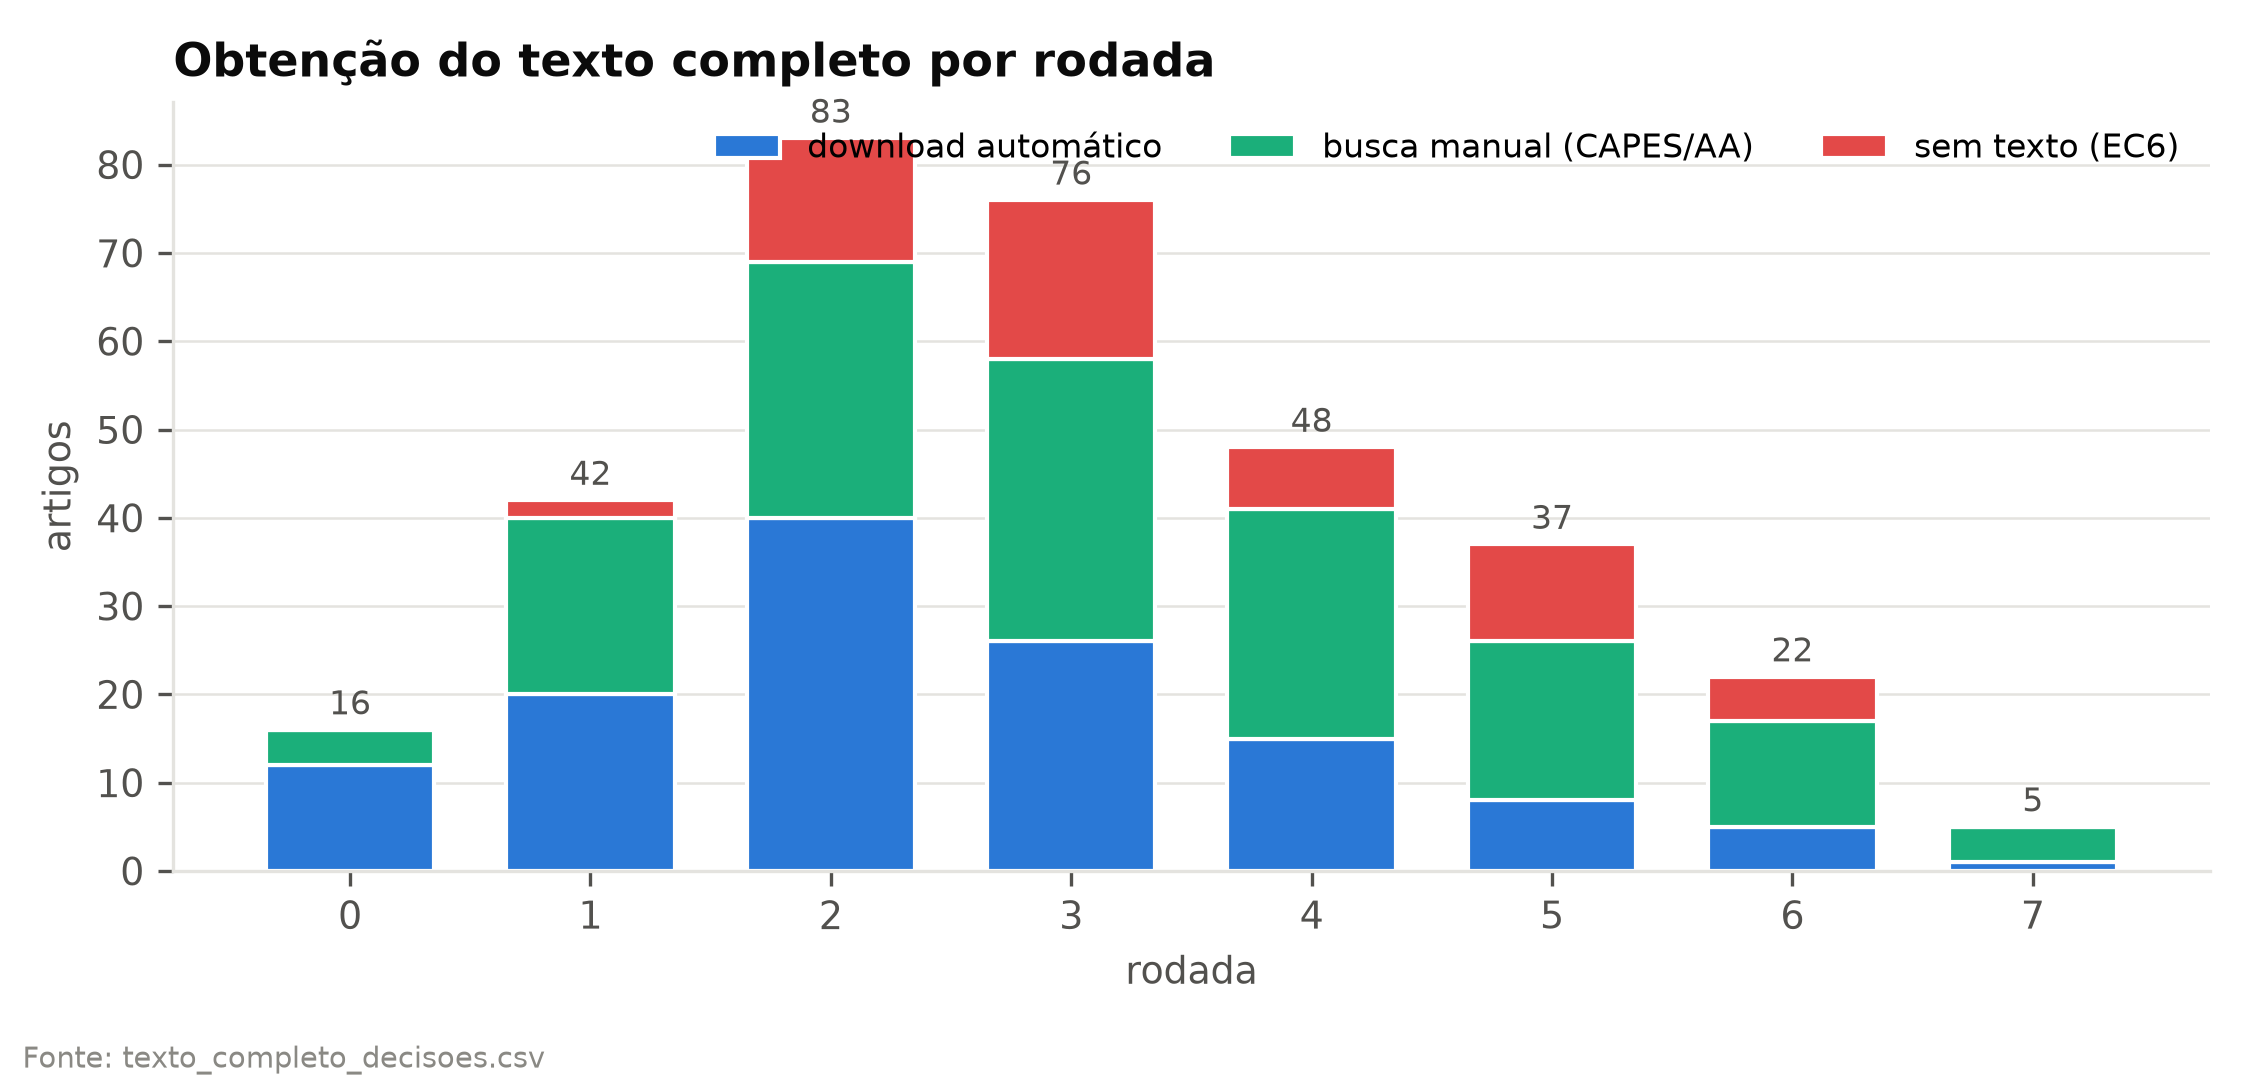 Obtenção do texto completo por rodada
83
download automático busca manual (CAPES/AA) sem texto (EC6)
80
76
70
60
50
48
42
40
37
30
22
20
16
10
5
0
artigos
0 1 2 3 4 5 6 7
rodada
Fonte: texto_completo_decisoes.csv